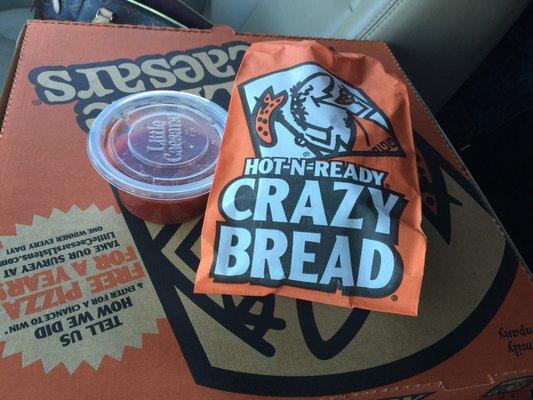 Little
Caesars
Little
Caesars
HOT-N-READY®
CRAZY
BREAD®
TELL US
HOW WE DID
& ENTER FOR A CHANCE TO WIN*
FREE PIZZA
FOR A YEAR!
TAKE OUR SURVEY AT
LittleCaesarsListens.com
ONE WINNER EVERY DAY!